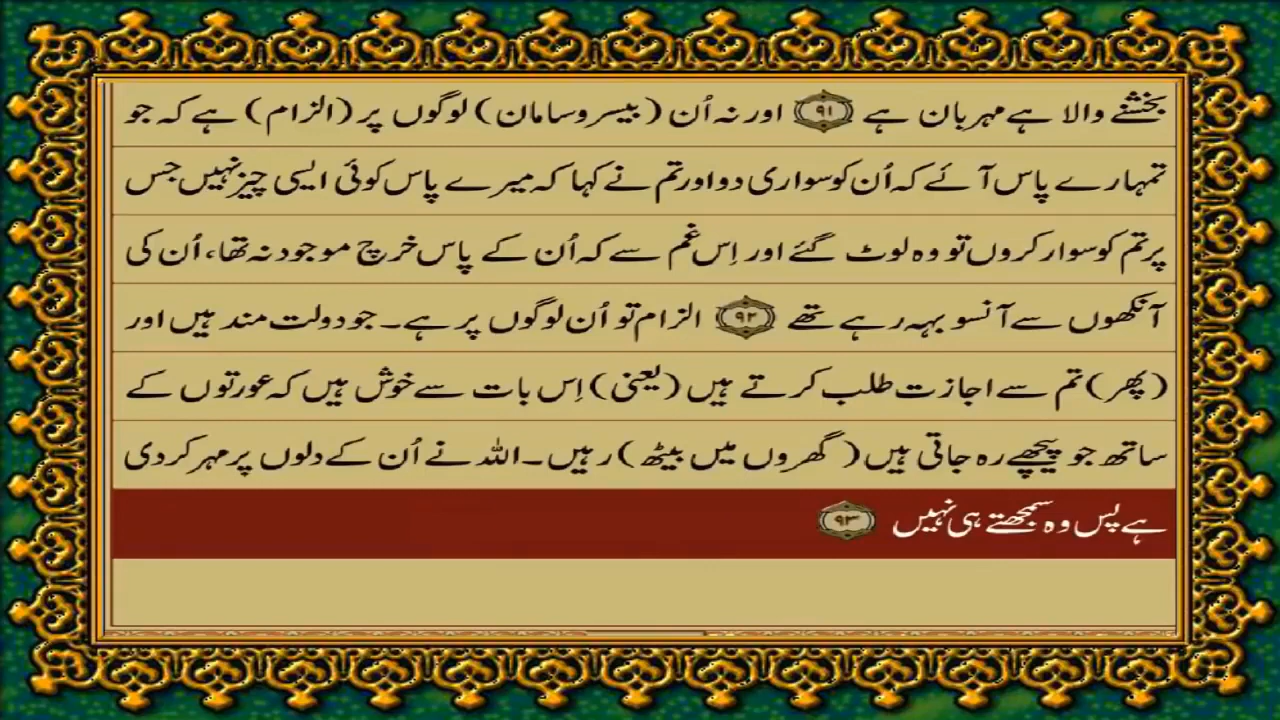 بخشنے والا ہے مہربان ہے ﴿۹۱﴾ اور نہ اُن (بیسروسامان) لوگوں پر (الزام) ہے کہ جو
تمہارے پاس آئے کہ اُن کو سواری دو اور تم نے کہا کہ میرے پاس کوئی ایسی چیز نہیں جس
پر تم کو سوار کروں تو وہ لوٹ گئے اور اِس غم سے کہ اُن کے پاس خرچ موجود نہ تھا، اُن کی
آنکھوں سے آنسو بہہ رہے تھے ﴿۹۲﴾ الزام تو اُن لوگوں پر ہے۔ جو دولت مند ہیں اور
(پھر) تم سے اجازت طلب کرتے ہیں (یعنی) اِس بات سے خوش ہیں کہ عورتوں کے
ساتھ جو پیچھے رہ جاتی ہیں (گھروں میں بیٹھ) رہیں۔ اللہ نے اُن کے دلوں پر مہر کردی
ہے پس وہ سمجھتے ہی نہیں ﴿۹۳﴾